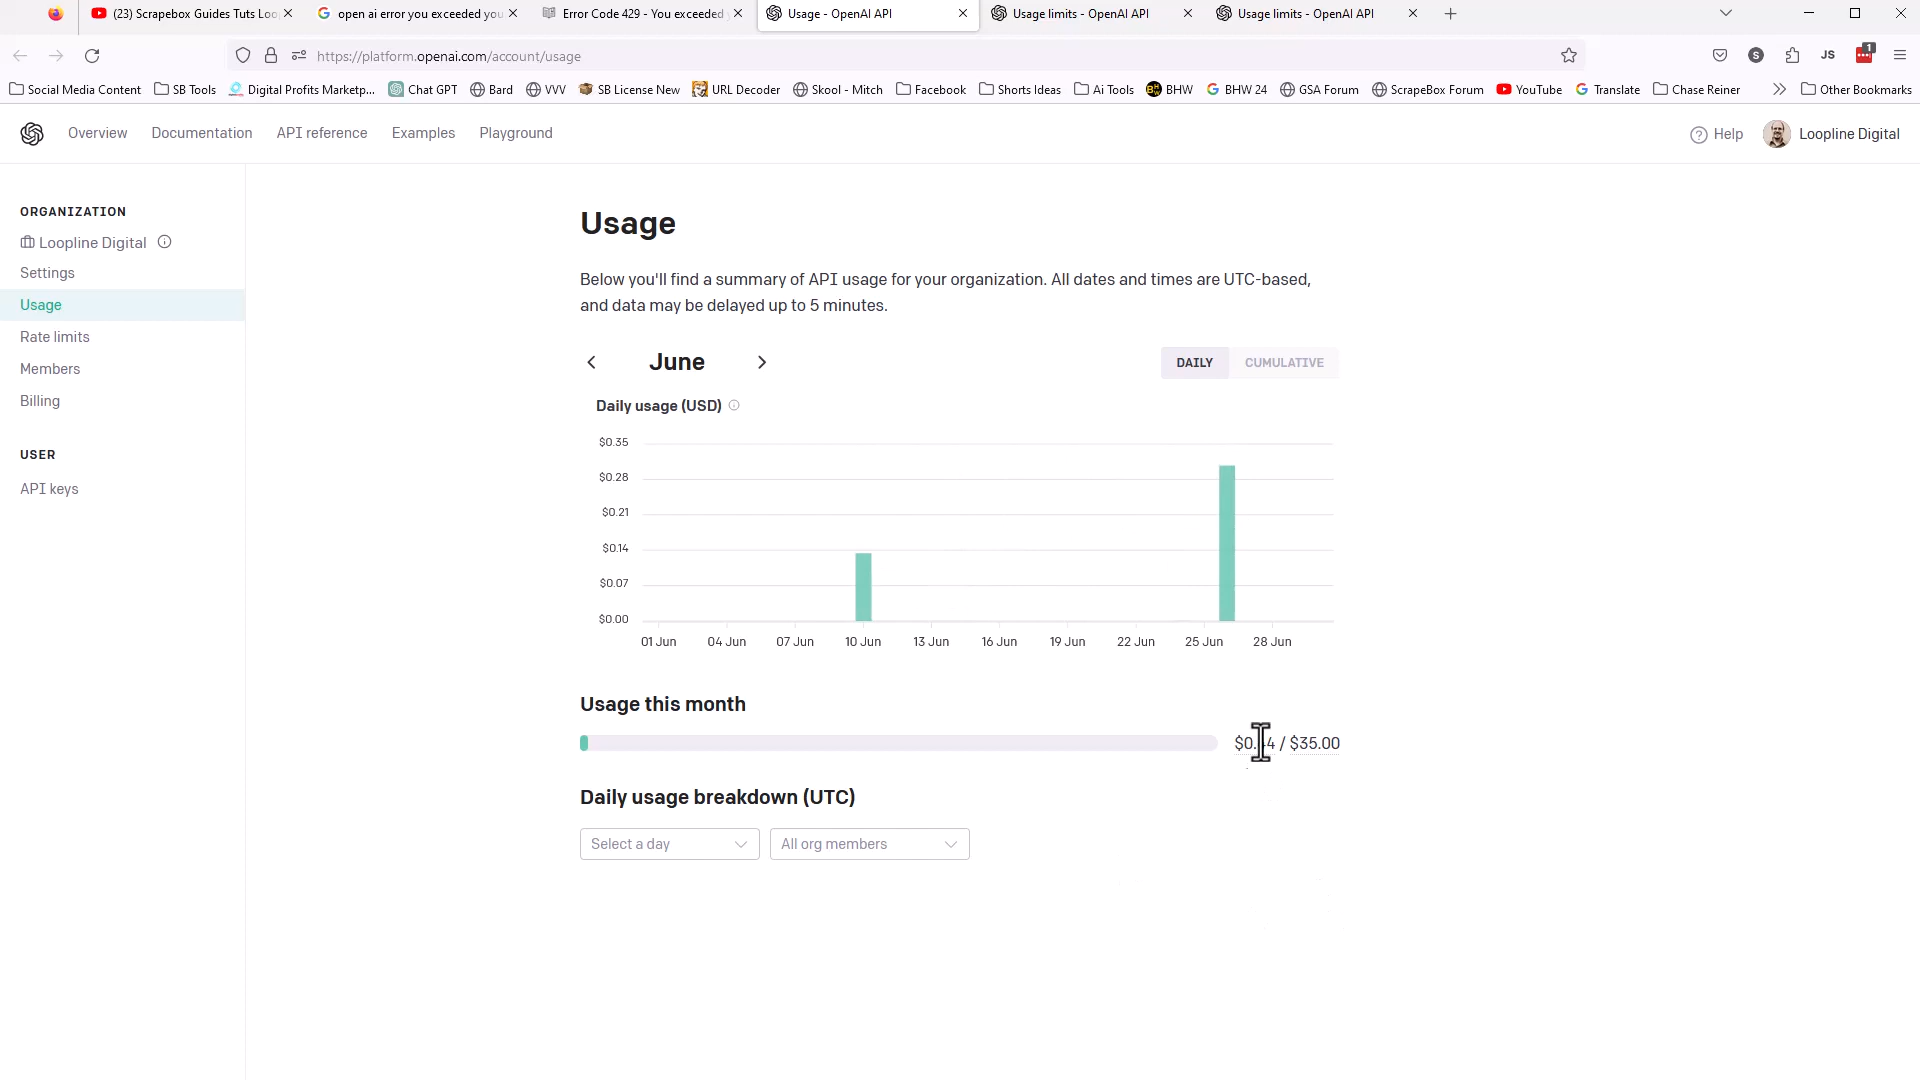 (23) Scrapebox Guides Tuts Loo
open ai error you exceeded you
Error Code 429 - You exceeded
Usage - OpenAI API
Usage limits - OpenAI API
Usage limits - OpenAI API
https://platform.openai.com/account/usage
S
JS
1
Social Media Content
SB Tools
Digital Profits Marketp...
Chat GPT
Bard
VVV
SB License New
URL Decoder
Skool - Mitch
Facebook
Shorts Ideas
Ai Tools
BHW
BHW 24
GSA Forum
ScrapeBox Forum
YouTube
Translate
Chase Reiner
Other Bookmarks
Overview
Documentation
API reference
Examples
Playground
Help
Loopline Digital
ORGANIZATION
Loopline Digital
Settings
Usage
Rate limits
Members
Billing
USER
API keys
Usage
Below you'll find a summary of API usage for your organization. All dates and times are UTC-based,
and data may be delayed up to 5 minutes.
June
DAILY
CUMULATIVE
Daily usage (USD)
$0.35
$0.28
$0.21
$0.14
$0.07
$0.00
01 Jun
04 Jun
07 Jun
10 Jun
13 Jun
16 Jun
19 Jun
22 Jun
25 Jun
28 Jun
Usage this month
/ $35.00
Daily usage breakdown (UTC)
Select a day
All org members